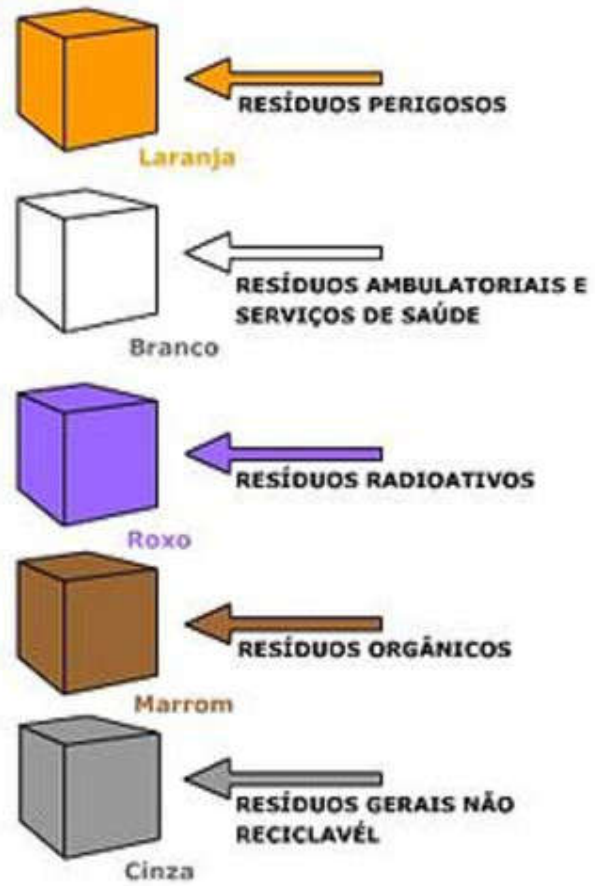 RESÍDUOS PERIGOSOS
Laranja
RESÍDUOS AMBULATORIAIS E
SERVIÇOS DE SAÚDE
Branco
RESÍDUOS RADIOATIVOS
Roxo
RESÍDUOS ORGÂNICOS
Marrom
RESÍDUOS GERAIS NÃO
RECICLAVÉL
Cinza